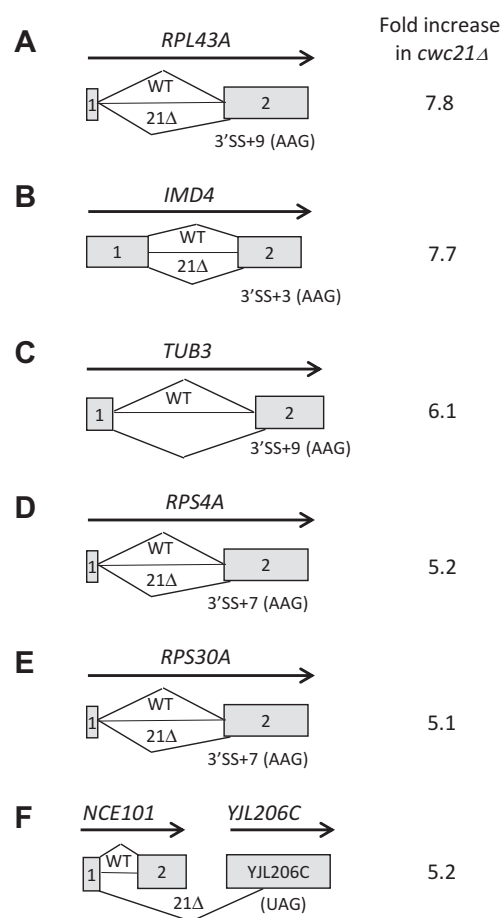 Fold increase
in cwc21Δ
A
RPL43A
WT
1
2
21Δ
3'SS+9 (AAG)
7.8
B
IMD4
WT
1
2
21Δ
3'SS+3 (AAG)
7.7
C
TUB3
WT
1
2
3'SS+9 (AAG)
6.1
D
RPS4A
WT
1
2
21Δ
3'SS+7 (AAG)
5.2
E
RPS30A
WT
1
2
21Δ
3'SS+7 (AAG)
5.1
F
NCE101 YJL206C
WT
1
2
YJL206C
21Δ
(UAG)
5.2